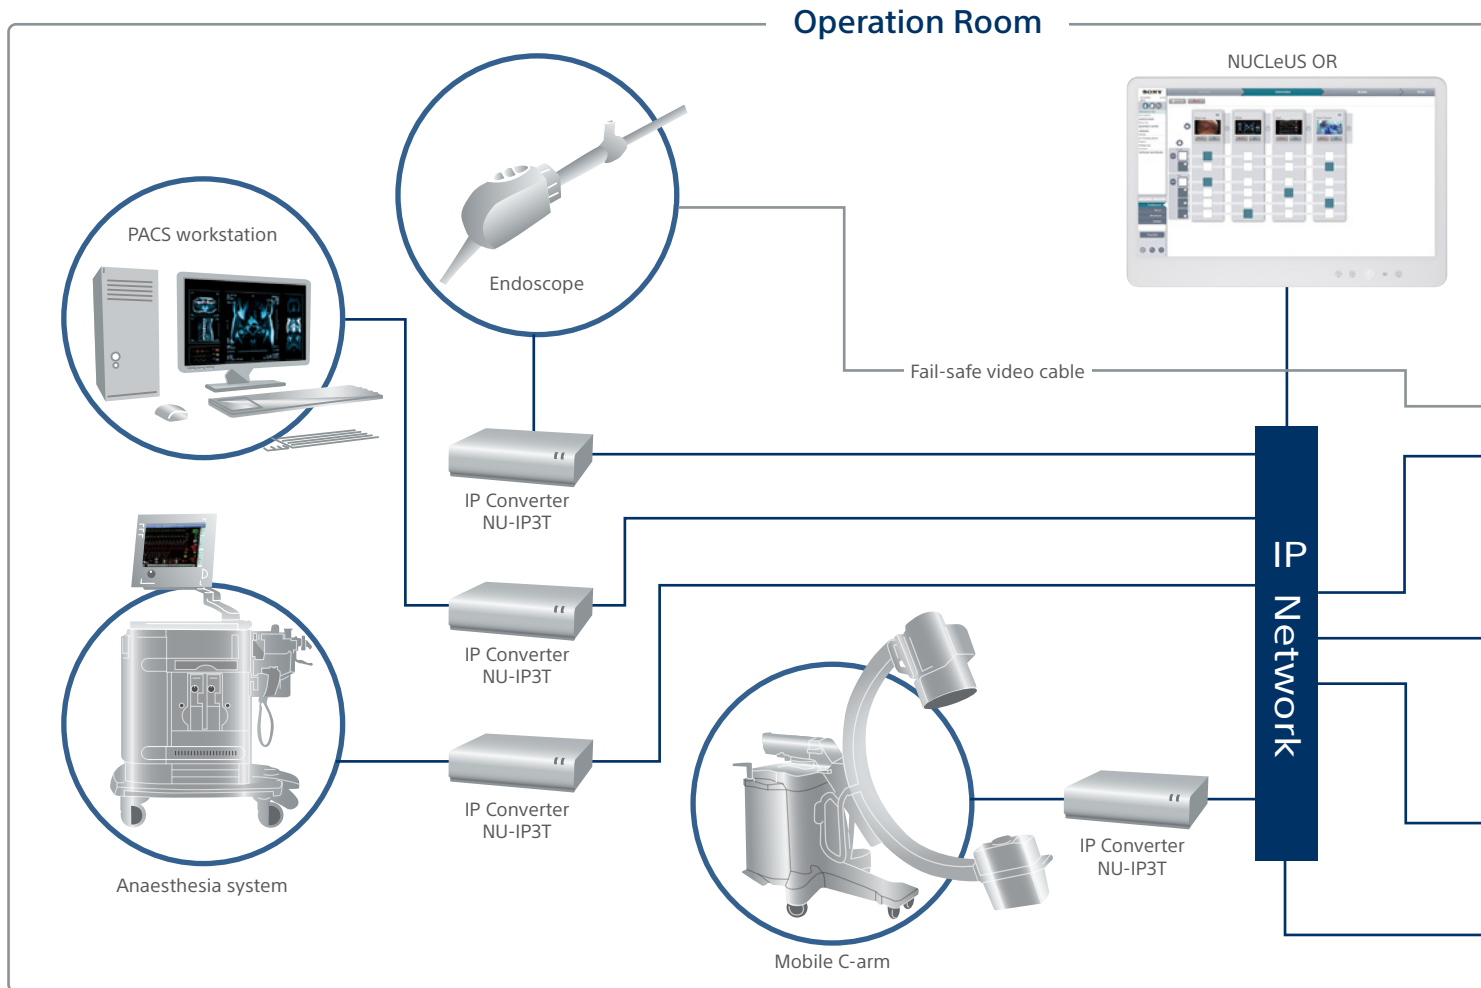 Operation Room
NUCLeUS OR
SONY
PACS workstation
Endoscope
Fail-safe video cable
IP Converter
NU-IP3T
IP Network
IP Converter
NU-IP3T
IP Converter
NU-IP3T
IP Converter
NU-IP3T
Anaesthesia system
Mobile C-arm